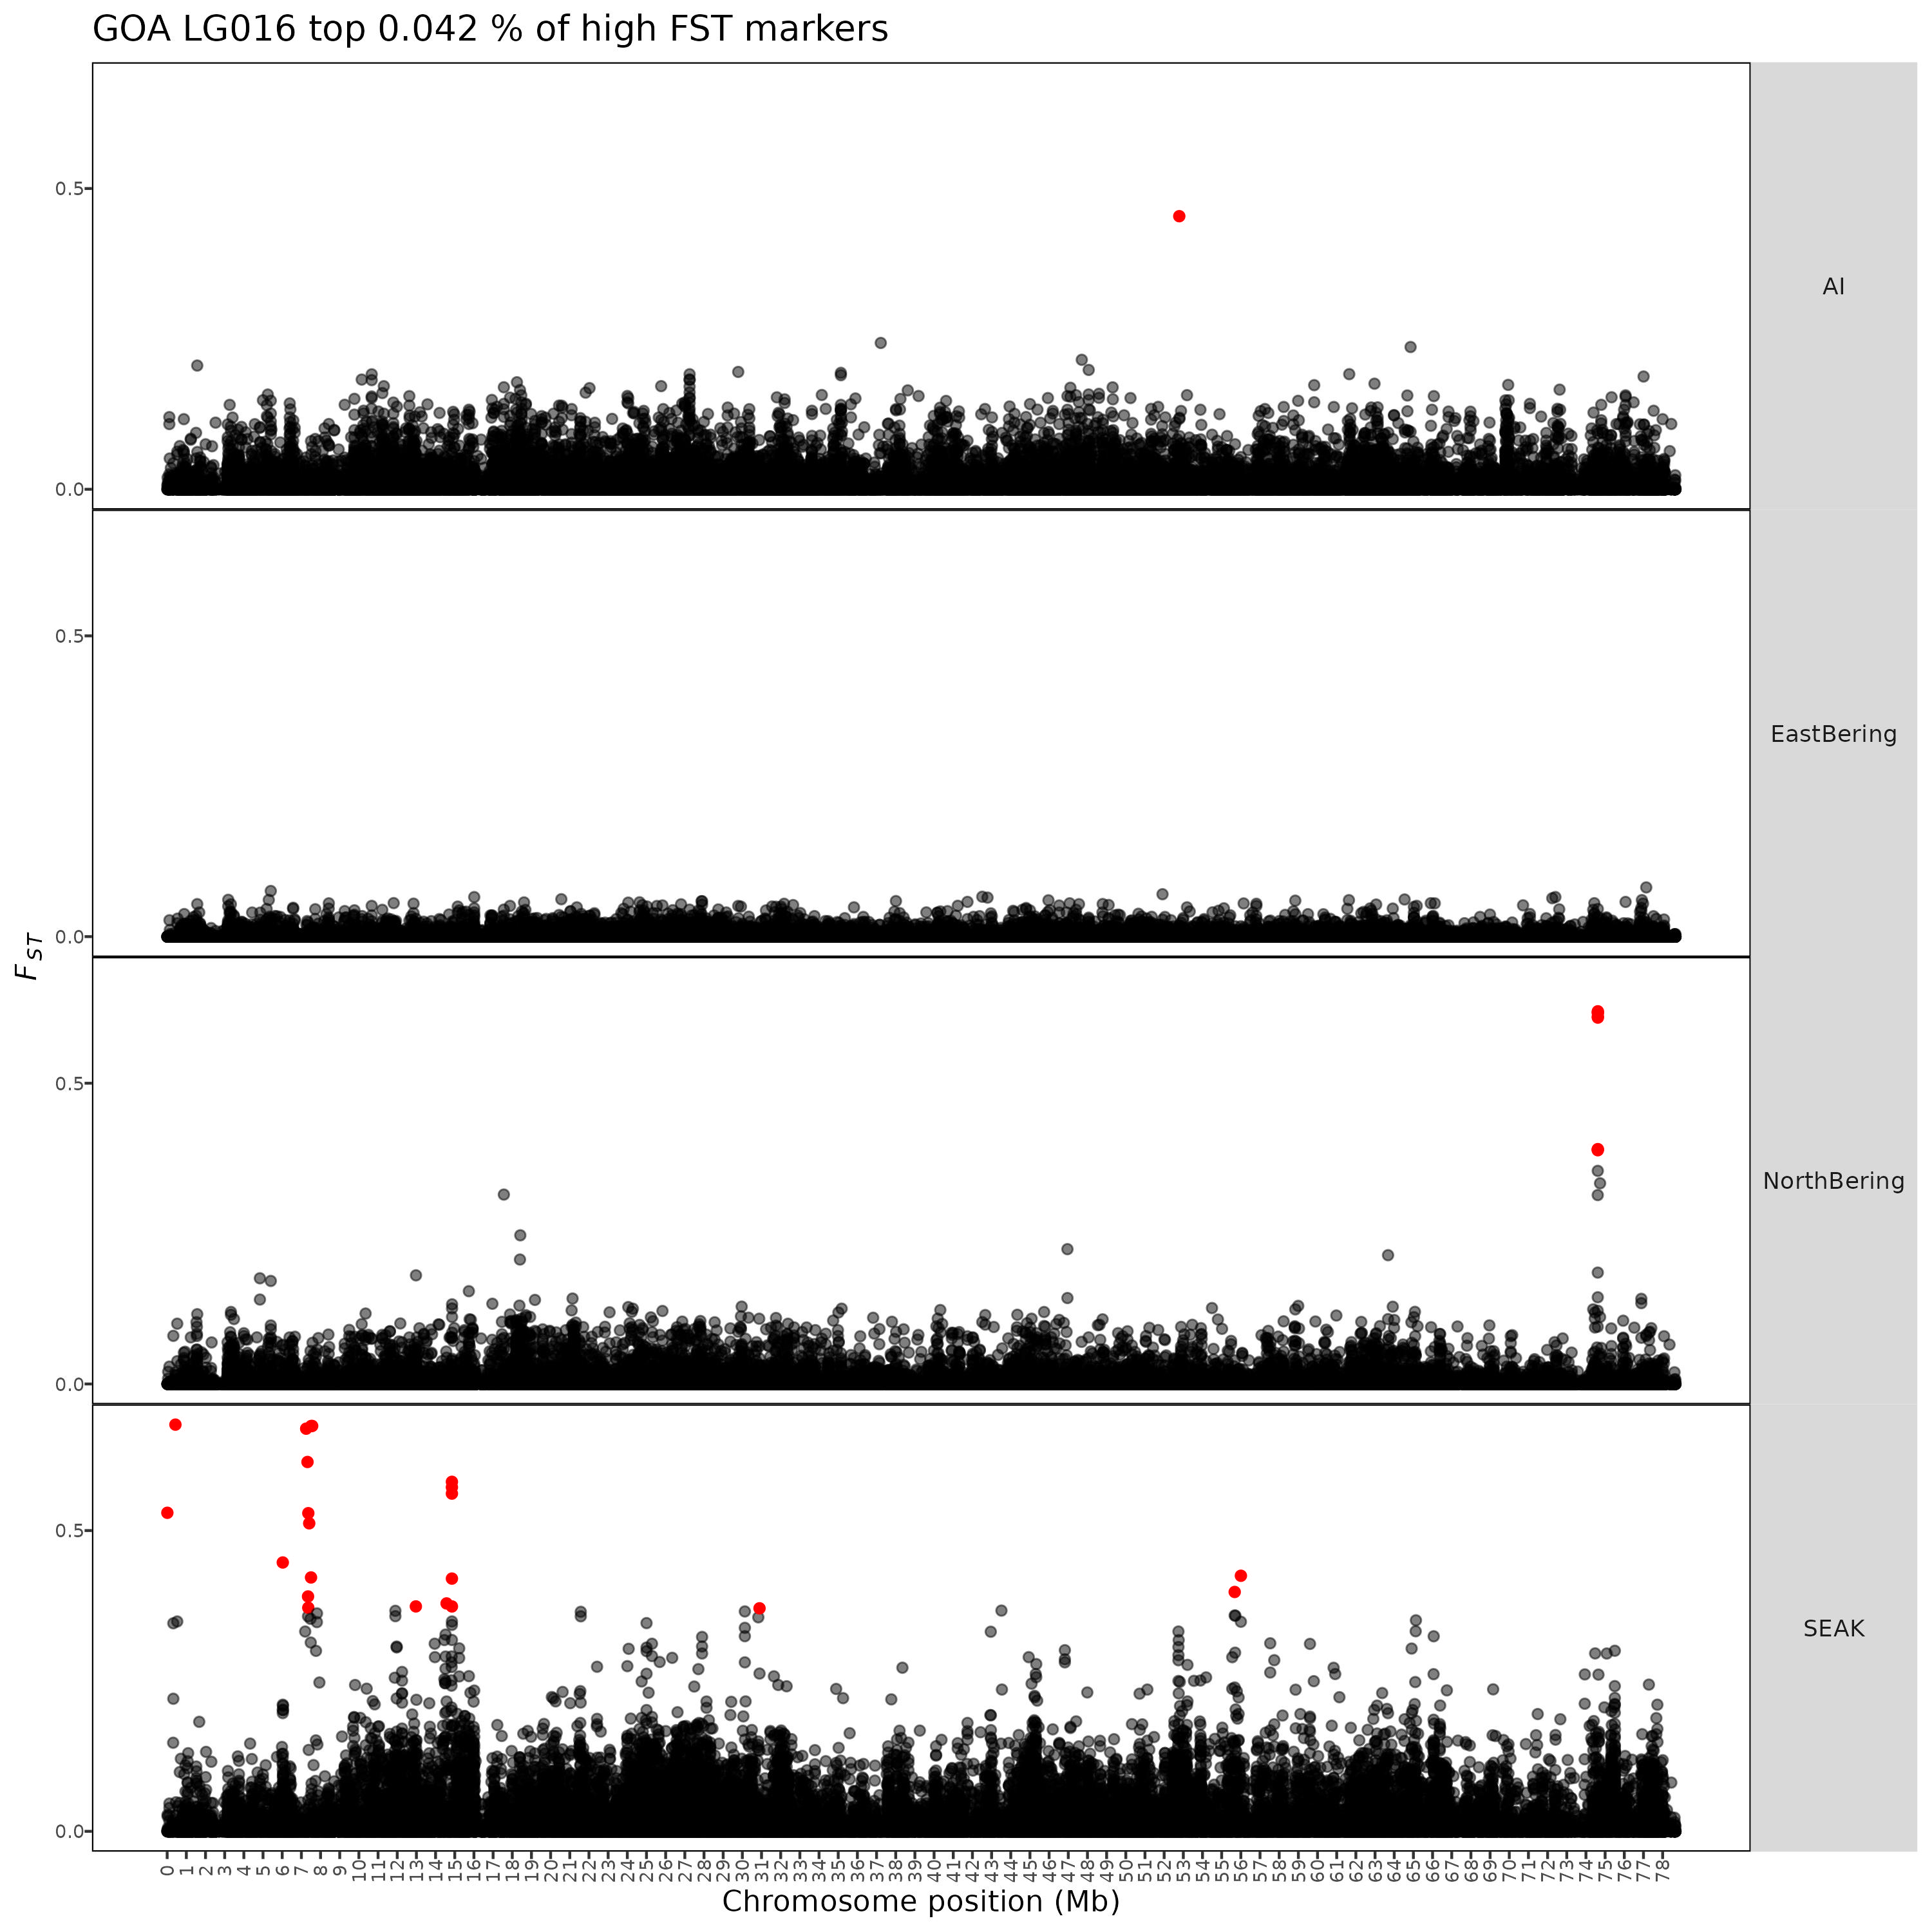 GOA LG016 top 0.042 % of high FST markers
0.5
0.0
AI
0.5
0.0
EastBering
FST
0.5
0.0
NorthBering
0.5
0.0
SEAK
0 1 2 3 4 5 6 7 8 9 10 11 12 13 14 15 16 17 18 19 20 21 22 23 24 25 26 27 28 29 30 31 32 33 34 35 36 37 38 39 40 41 42 43 44 45 46 47 48 49 50 51 52 53 54 55 56 57 58 59 60 61 62 63 64 65 66 67 68 69 70 71 72 73 74 75 76 77 78
Chromosome position (Mb)